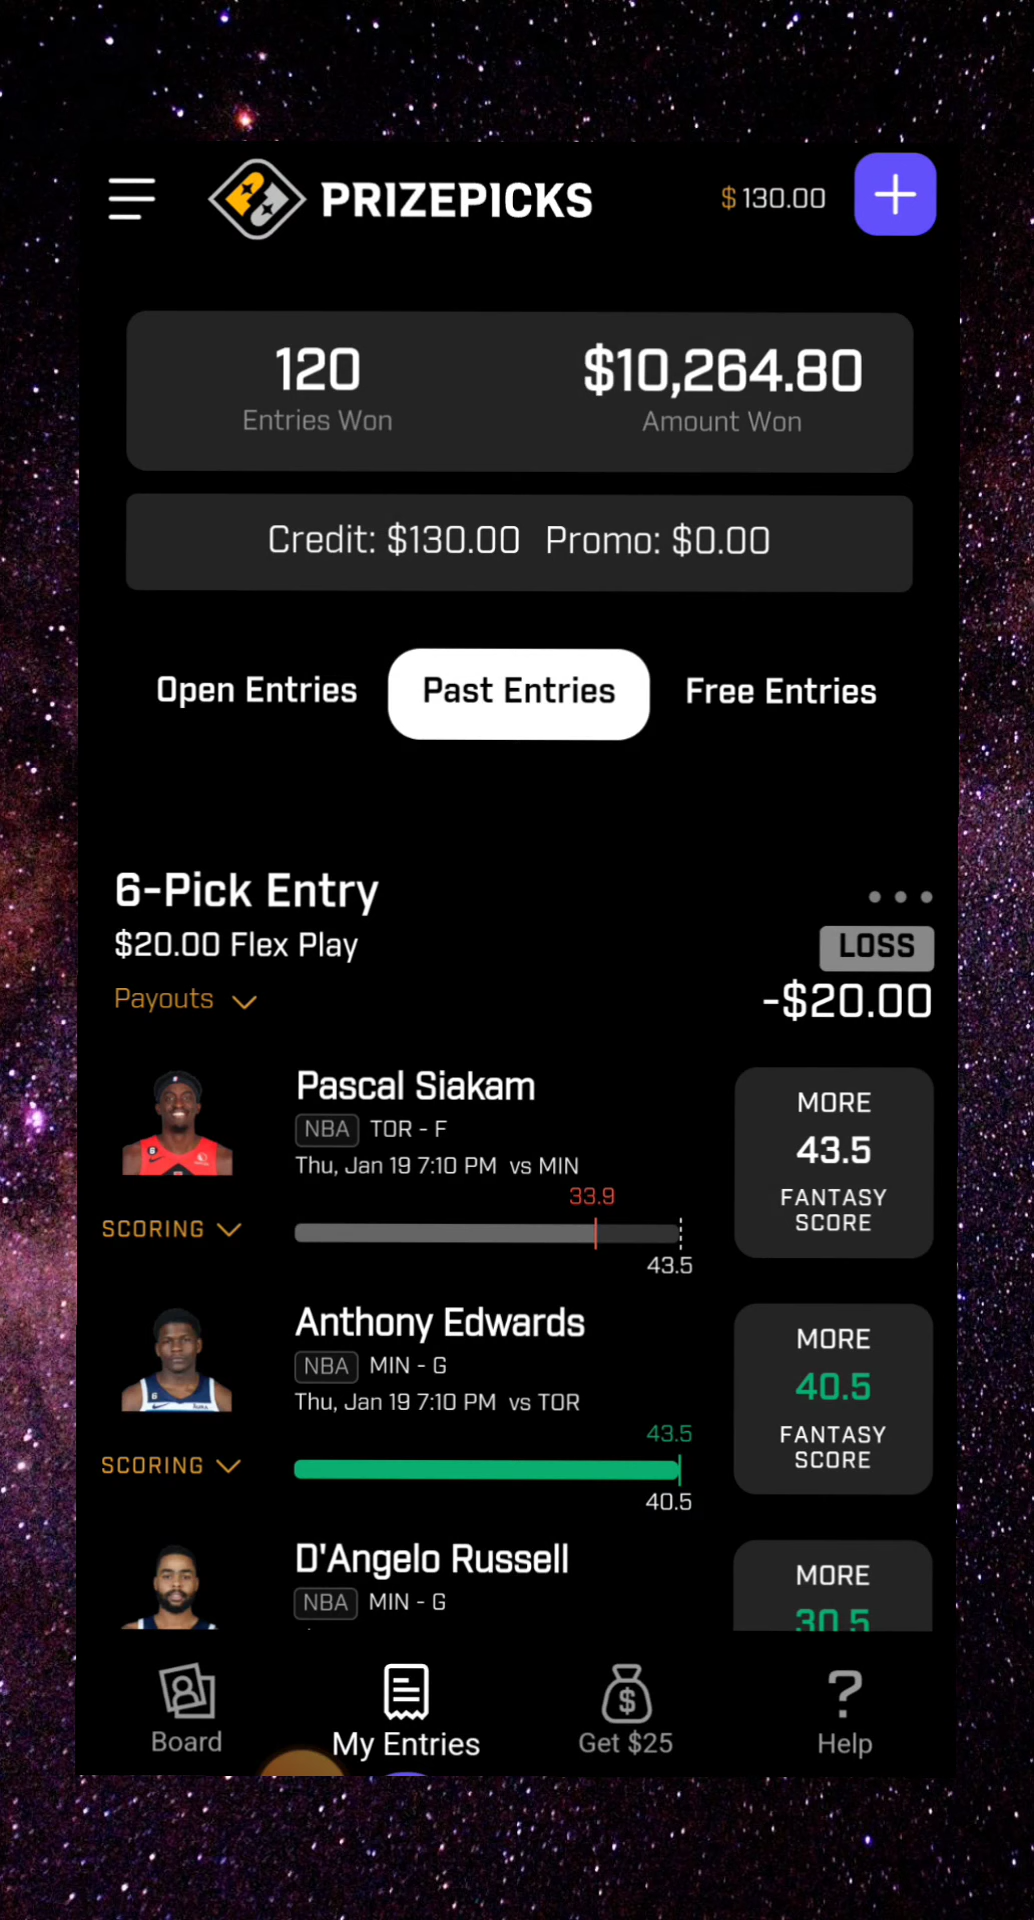 PRIZEPICKS
$ 130.00
120
Entries Won
$10,264.80
Amount Won
Credit: $130.00 Promo: $0.00
Open Entries
Past Entries
Free Entries
6-Pick Entry
$20.00 Flex Play
LOSS
Payouts
-$20.00
Pascal Siakam
NBA TOR - F
Thu, Jan 19 7:10 PM vs MIN
MORE
43.5
FANTASY
SCORE
SCORING
33.9
43.5
Anthony Edwards
NBA MIN - G
Thu, Jan 19 7:10 PM vs TOR
MORE
40.5
FANTASY
SCORE
SCORING
43.5
40.5
D'Angelo Russell
NBA MIN - G
MORE
30.5
Board
My Entries
Get $25
Help